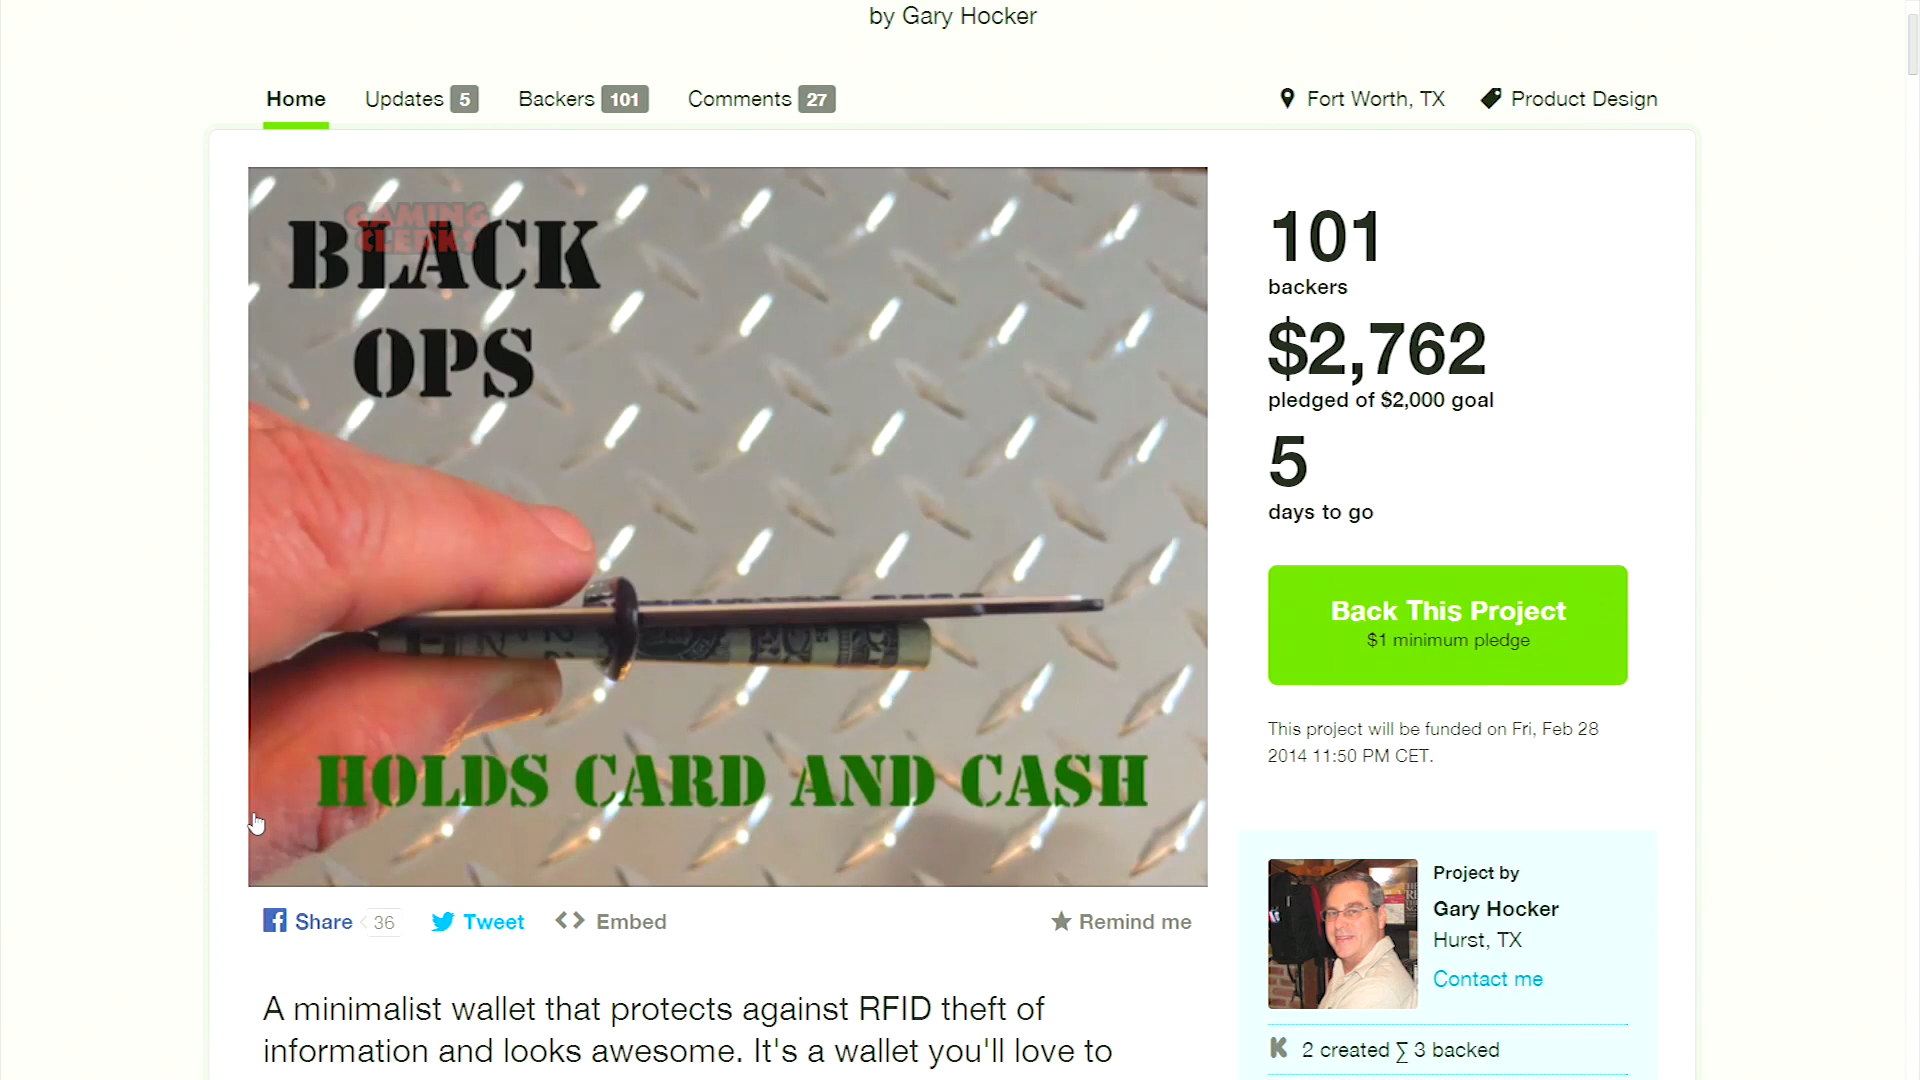 by Gary Hocker
Home Updates 5 Backers 101 Comments 27
Fort Worth, TX Product Design
GAMING
CLERKS
BLACK
OPS
HOLDS CARD AND CASH
101
backers
$2,762
pledged of $2,000 goal
5
days to go
Back This Project
$1 minimum pledge
This project will be funded on Fri, Feb 28
2014 11:50 PM CET.
Share 36 Tweet Embed Remind me
A minimalist wallet that protects against RFID theft of
information and looks awesome. It's a wallet you'll love to
Project by
Gary Hocker
Hurst, TX
Contact me
K 2 created ∑ 3 backed